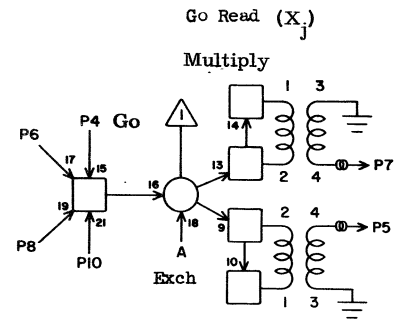 Go Read (Xj)
Multiply
1 3
P6 P4 Go 1 14
17 15 16 13 2 4 P7
19 21 18 9 2 4 P5
P8 P10 A 10
Exch 1 3